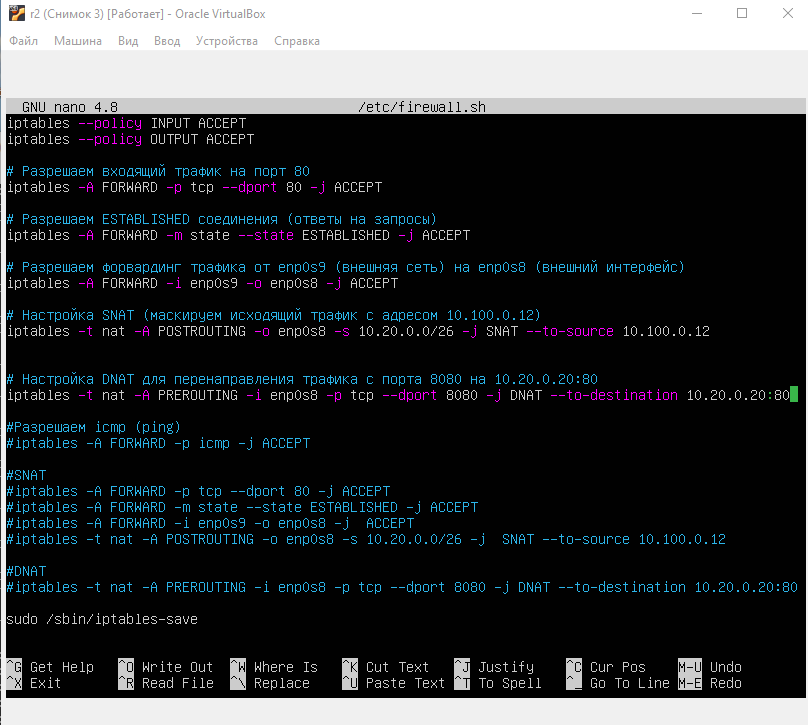 r2 (Снимок 3) [Работает] - Oracle VirtualBox
Файл Машина Вид Ввод Устройства Справка
GNU nano 4.8 /etc/firewall.sh
iptables --policy INPUT ACCEPT
iptables --policy OUTPUT ACCEPT
# Разрешаем входящий трафик на порт 80
iptables -A FORWARD -p tcp --dport 80 -j ACCEPT
# Разрешаем ESTABLISHED соединения (ответы на запросы)
iptables -A FORWARD -m state --state ESTABLISHED -j ACCEPT
# Разрешаем форвардинг трафика от enp0s9 (внешняя сеть) на enp0s8 (внешний интерфейс)
iptables -A FORWARD -i enp0s9 -o enp0s8 -j ACCEPT
# Настройка SNAT (маскируем исходящий трафик с адресом 10.100.0.12)
iptables -t nat -A POSTROUTING -o enp0s8 -s 10.20.0.0/26 -j SNAT --to-source 10.100.0.12
# Настройка DNAT для перенаправления трафика с порта 8080 на 10.20.0.20:80
iptables -t nat -A PREROUTING -i enp0s8 -p tcp --dport 8080 -j DNAT --to-destination 10.20.0.20:80
#Разрешаем icmp (ping)
#iptables -A FORWARD -p icmp -j ACCEPT
#SNAT
#iptables -A FORWARD -p tcp --dport 80 -j ACCEPT
#iptables -A FORWARD -m state --state ESTABLISHED -j ACCEPT
#iptables -A FORWARD -i enp0s9 -o enp0s8 -j  ACCEPT
#iptables -t nat -A POSTROUTING -o enp0s8 -s 10.20.0.0/26 -j  SNAT --to-source 10.100.0.12
#DNAT
#iptables -t nat -A PREROUTING -i enp0s8 -p tcp --dport 8080 -j DNAT --to-destination 10.20.0.20:80
sudo /sbin/iptables-save
^G Get Help ^O Write Out ^W Where Is ^K Cut Text ^J Justify ^C Cur Pos M-U Undo
^X Exit ^R Read File ^\ Replace ^U Paste Text ^T To Spell ^_ Go To Line M-E Redo